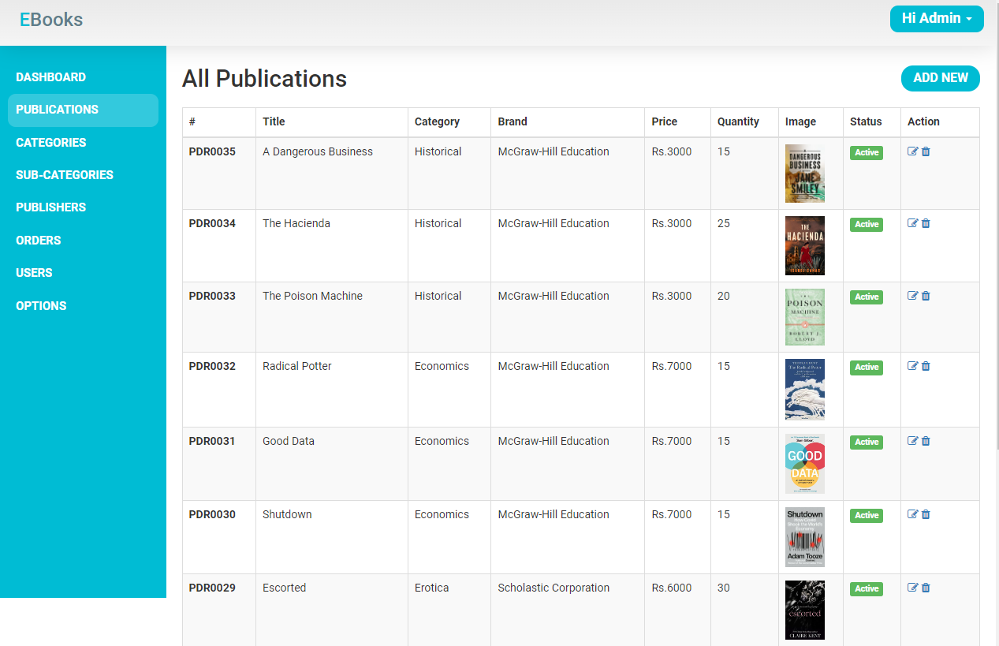 EBooks
Hi Admin
DASHBOARD
PUBLICATIONS
CATEGORIES
SUB-CATEGORIES
PUBLISHERS
ORDERS
USERS
OPTIONS
All Publications
ADD NEW
# Title Category Brand Price Quantity Image Status Action
PDR0035 A Dangerous Business Historical McGraw-Hill Education Rs.3000 15 Active
DANGEROUS
BUSINESS
JANE
SMILEY
PDR0034 The Hacienda Historical McGraw-Hill Education Rs.3000 25 Active
THE
HACIENDA
PDR0033 The Poison Machine Historical McGraw-Hill Education Rs.3000 20 Active
POISON
MACHINE
ROBERT J.
LLOYD
PDR0032 Radical Potter Economics McGraw-Hill Education Rs.7000 15 Active
The Radical Potter
PDR0031 Good Data Economics McGraw-Hill Education Rs.7000 15 Active
GOOD
DATA
PDR0030 Shutdown Economics McGraw-Hill Education Rs.7000 15 Active
Shutdown
How Covid
Shook the World's
Economy
Adam Tooze
PDR0029 Escorted Erotica Scholastic Corporation Rs.6000 30 Active
escorted
CLAIRE KENT